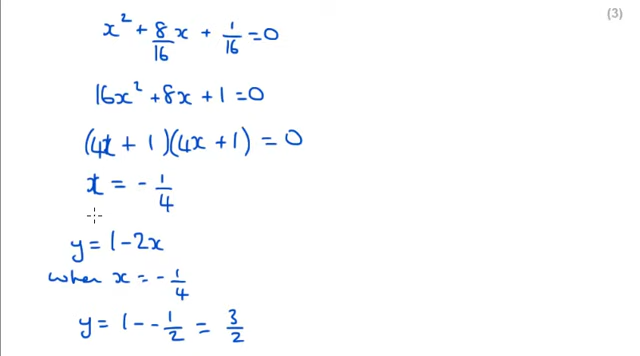 (3)
x² + 8/16 x + 1/16 = 0
16x² + 8x + 1 = 0
(4x + 1)(4x + 1) = 0
x = - 1/4
y = 1 - 2x
when x = - 1/4
y = 1 - - 1/2 = 3/2